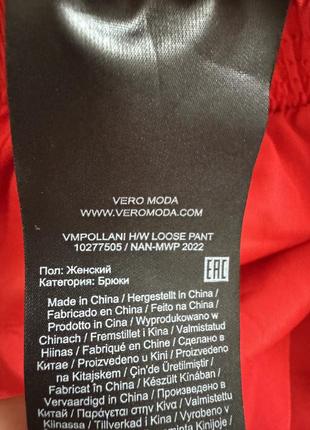 VERO MODA
WWW.VEROMODA.COM
VMPOLLANI H/W LOOSE PANT
10277505 / NAN-MWP 2022
Пол: Женский
Категория: Брюки
EAC
Made in China / Hergestellt in China /
Fabricado en China / Feito na China /
Prodotto in Cina / Wyprodukowano w
Chinach / Fremstillet i Kina / Valmistatud
Hiinas / Fabriqué en Chine / Сделано в
Китае / Proizvedeno u Kini / Proizvedeno
na Kitajskem / Çin'de Üretilmiştir /
Fabricat în China / Készült Kínában /
Vervaardigd in China / Произведено в
Китай / Παράγεται στην Κίνα / Valmistettu
Kiinassa / Tillverkad i Kina / Vyrobeno v